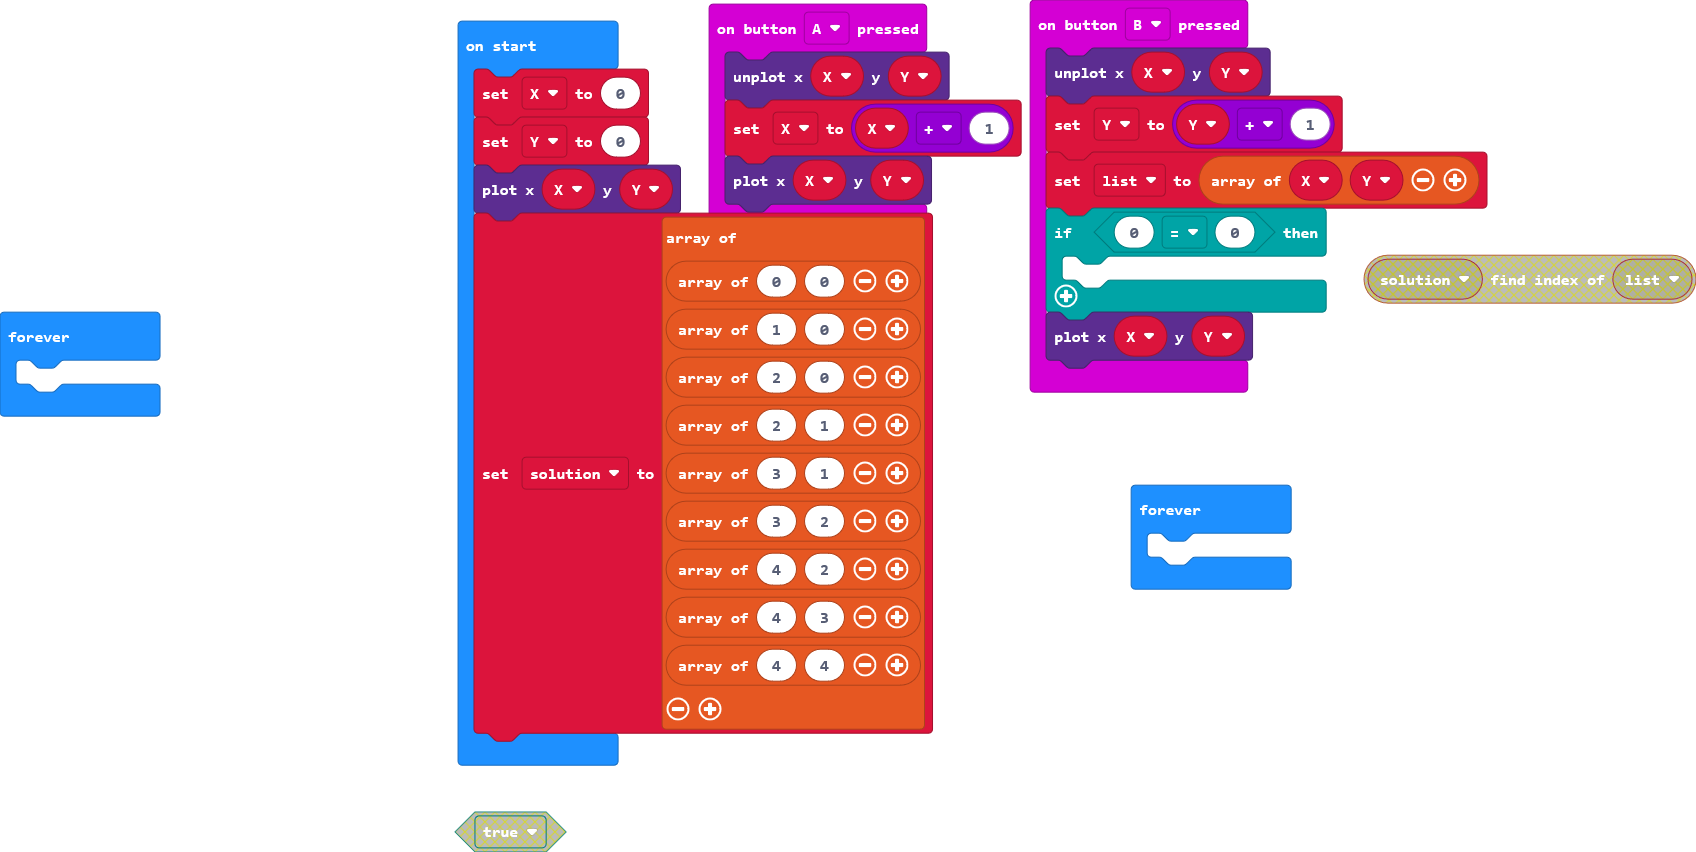 forever
on start
set X to 0
set Y to 0
plot x X y Y
set solution to
array of
array of 0 0
array of 1 0
array of 2 0
array of 2 1
array of 3 1
array of 3 2
array of 4 2
array of 4 3
array of 4 4
true
on button A pressed
unplot x X y Y
set X to X + 1
plot x X y Y
on button B pressed
unplot x X y Y
set Y to Y + 1
set list to array of X Y
if 0 = 0 then
plot x X y Y
solution find index of list
forever